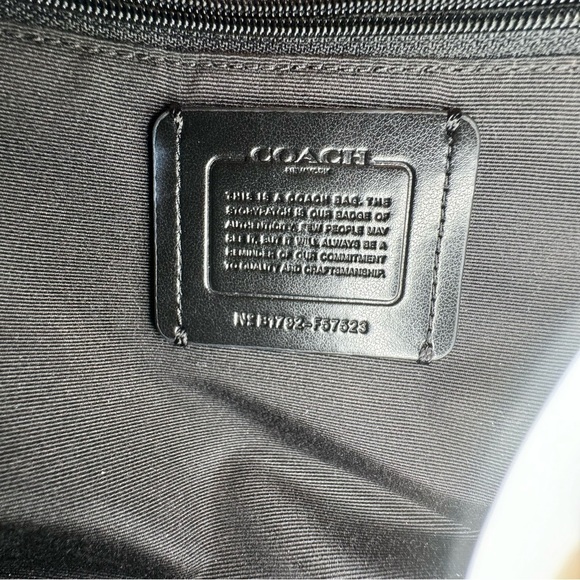 COACH
NEW YORK
THIS IS A COACH BAG. THE
STORYPATCH IS OUR BADGE OF
AUTHENTICITY. FEW PEOPLE MAY
SEE IT, BUT IT WILL ALWAYS BE A
REMINDER OF OUR COMMITMENT
TO QUALITY AND CRAFTSMANSHIP.
Nº B1792-F57523